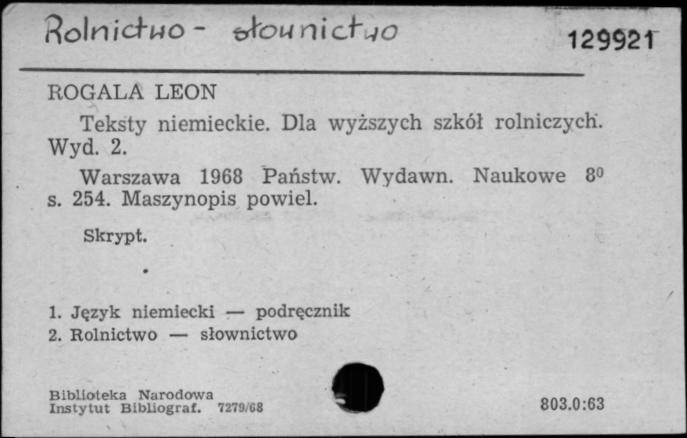 Rolnictwo - słownictwo
129921
ROGALA LEON
Teksty niemieckie. Dla wyższych szkół rolniczych.
Wyd. 2.
Warszawa 1968 Państw. Wydawn. Naukowe 8⁰
s. 254. Maszynopis powiel.
Skrypt.
1. Język niemiecki — podręcznik
2. Rolnictwo — słownictwo
Biblioteka Narodowa
Instytut Bibliograf. 7279/68
803.0:63